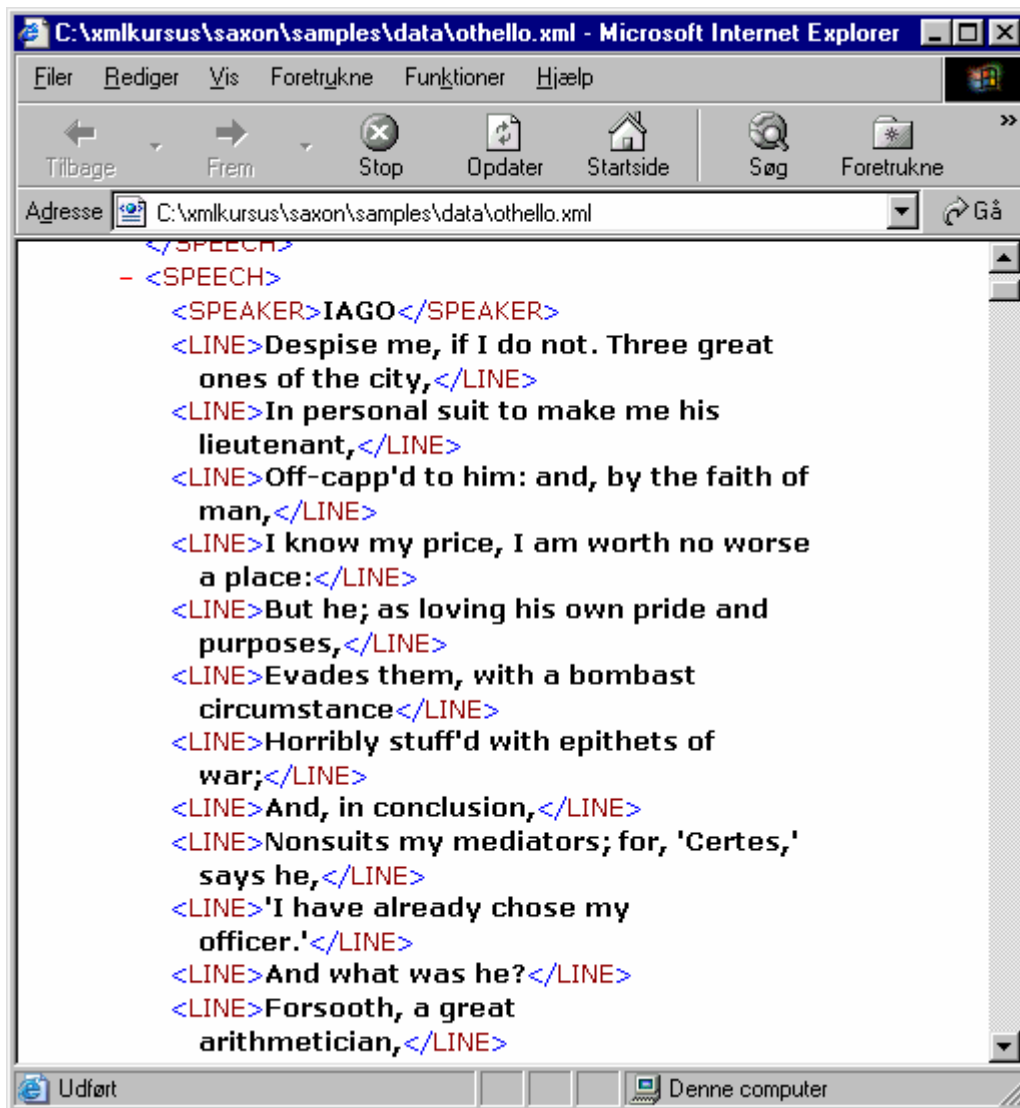 C:\xmlkursus\saxon\samples\data\othello.xml - Microsoft Internet Explorer
Filer Rediger Vis Foretrukne Funktioner Hjælp
Tilbage Frem Stop Opdater Startside Søg Foretrukne »
Adresse C:\xmlkursus\saxon\samples\data\othello.xml Gå
</SPEECH>
- <SPEECH>
<SPEAKER>IAGO</SPEAKER>
<LINE>Despise me, if I do not. Three great
ones of the city,</LINE>
<LINE>In personal suit to make me his
lieutenant,</LINE>
<LINE>Off-capp'd to him: and, by the faith of
man,</LINE>
<LINE>I know my price, I am worth no worse
a place:</LINE>
<LINE>But he; as loving his own pride and
purposes,</LINE>
<LINE>Evades them, with a bombast
circumstance</LINE>
<LINE>Horribly stuff'd with epithets of
war;</LINE>
<LINE>And, in conclusion,</LINE>
<LINE>Nonsuits my mediators; for, 'Certes,'
says he,</LINE>
<LINE>'I have already chose my
officer.'</LINE>
<LINE>And what was he?</LINE>
<LINE>Forsooth, a great
arithmetician,</LINE>
Udført Denne computer